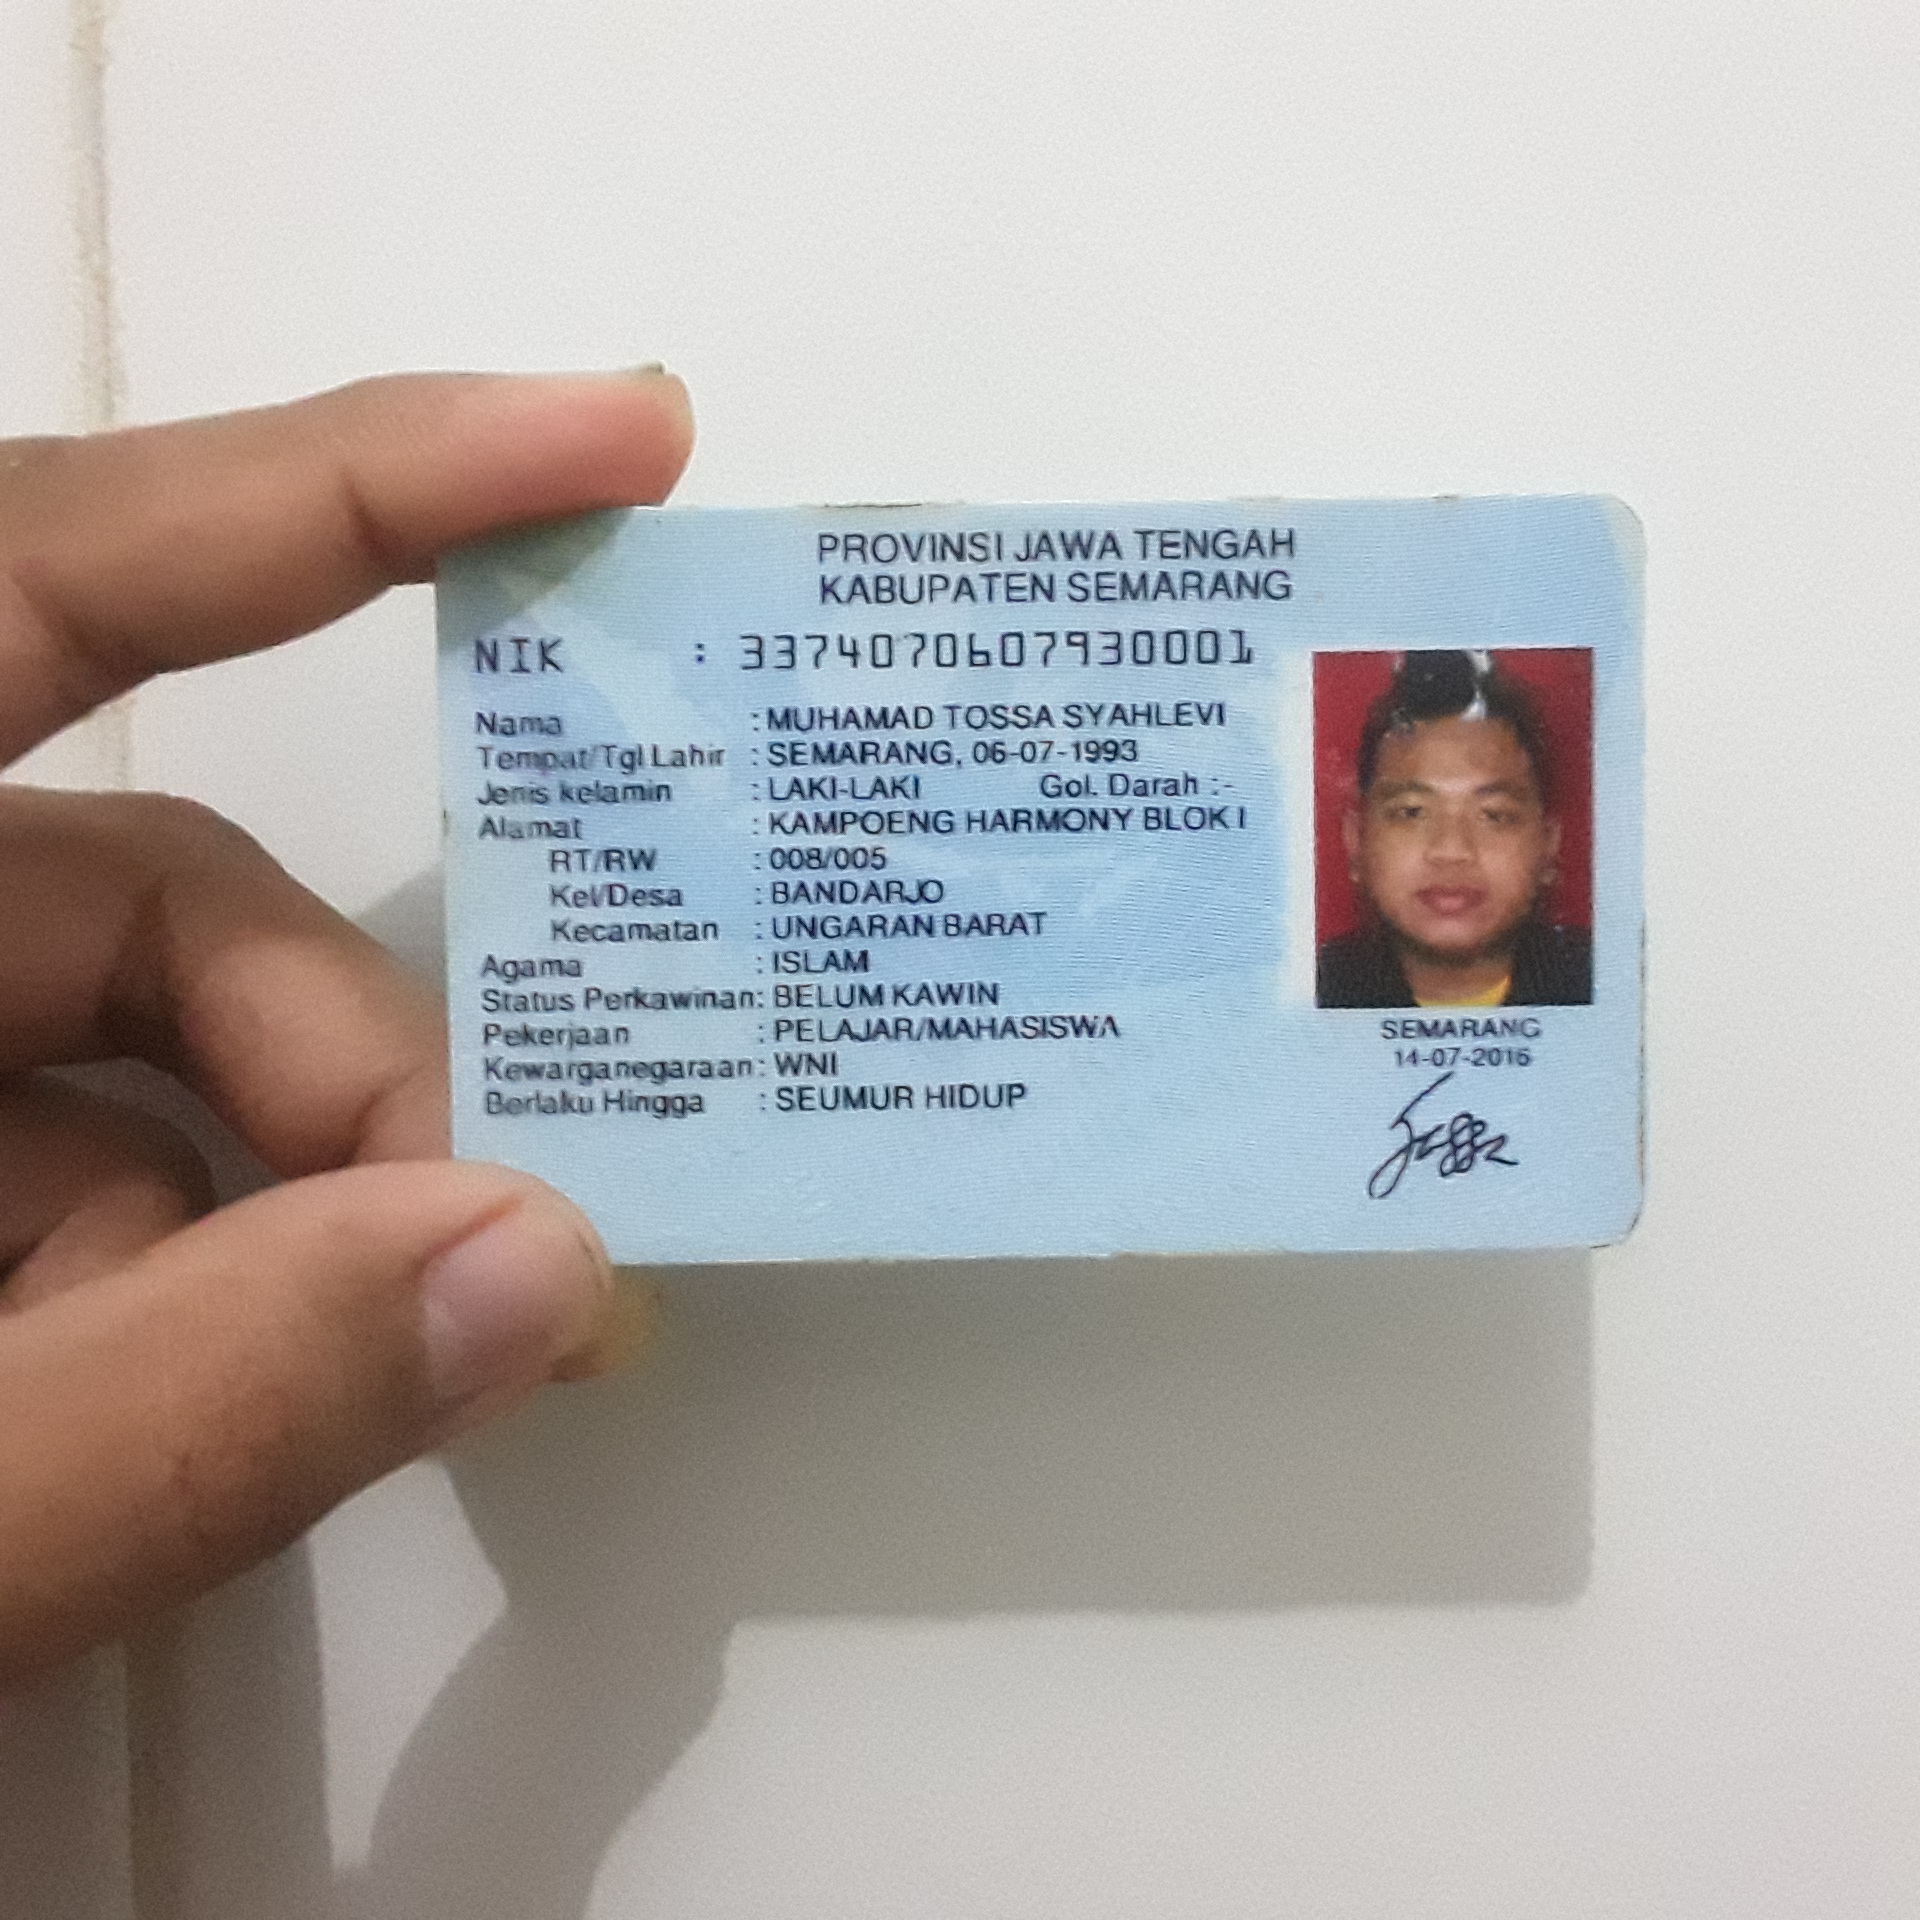 PROVINSI JAWA TENGAH
KABUPATEN SEMARANG
NIK : 3374070607930001
Nama : MUHAMAD TOSSA SYAHLEVI
Tempat/Tgl Lahir : SEMARANG, 06-07-1993
Jenis kelamin : LAKI-LAKI Gol. Darah :-
Alamat : KAMPOENG HARMONY BLOK I
RT/RW : 008/005
Kel/Desa : BANDARJO
Kecamatan : UNGARAN BARAT
Agama : ISLAM
Status Perkawinan: BELUM KAWIN
Pekerjaan : PELAJAR/MAHASISWA
Kewarganegaraan: WNI
Berlaku Hingga : SEUMUR HIDUP
SEMARANG
14-07-2016